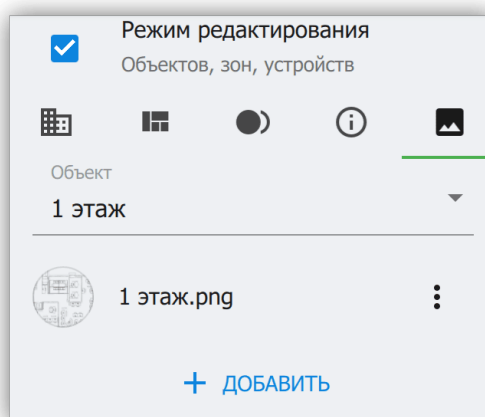 Режим редактирования
Объектов, зон, устройств
Объект
1 этаж
1 этаж.png
+ ДОБАВИТЬ